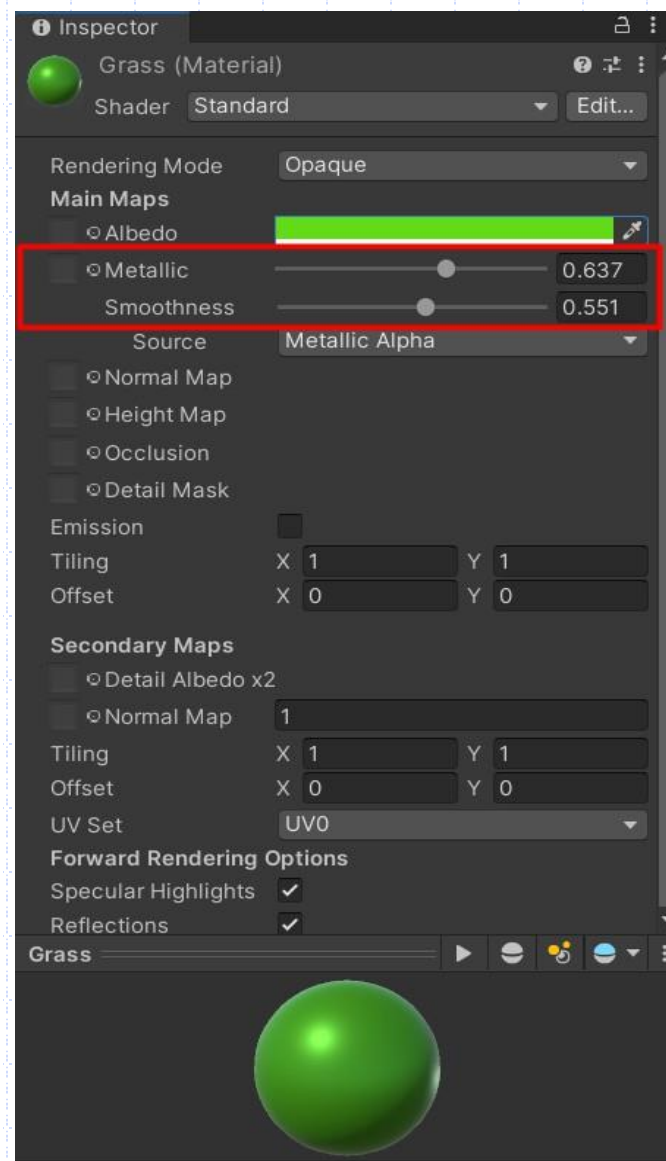 Inspector
Grass (Material)
Shader Standard Edit...
Rendering Mode Opaque
Main Maps
Albedo
Metallic 0.637
Smoothness 0.551
Source Metallic Alpha
Normal Map
Height Map
Occlusion
Detail Mask
Emission
Tiling X 1 Y 1
Offset X 0 Y 0
Secondary Maps
Detail Albedo x2
Normal Map 1
Tiling X 1 Y 1
Offset X 0 Y 0
UV Set UV0
Forward Rendering Options
Specular Highlights
Reflections
Grass